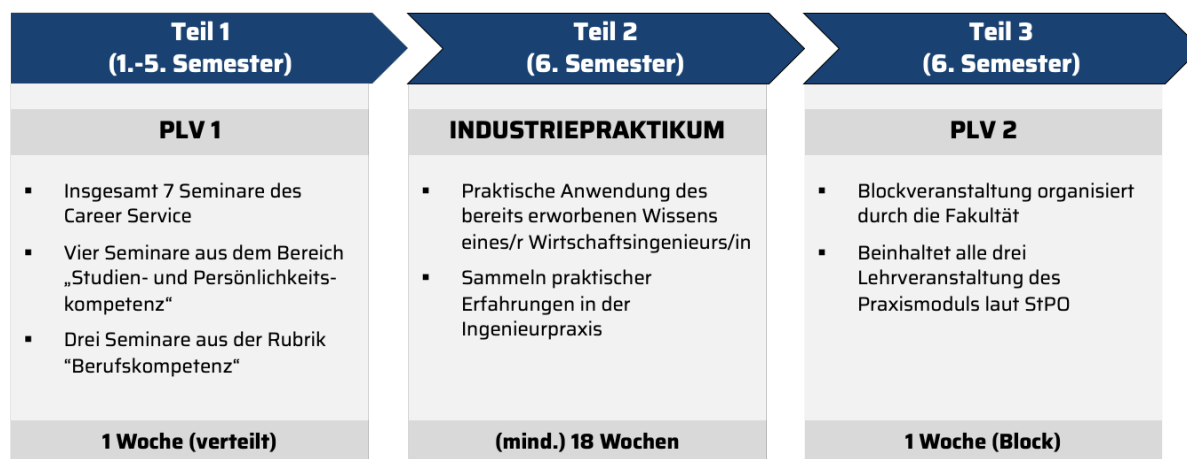 Teil 1
(1.-5. Semester)
PLV 1
▪ Insgesamt 7 Seminare des
Career Service
▪ Vier Seminare aus dem Bereich
„Studien- und Persönlichkeits-
kompetenz“
▪ Drei Seminare aus der Rubrik
“Berufskompetenz“
1 Woche (verteilt)
Teil 2
(6. Semester)
INDUSTRIEPRAKTIKUM
▪ Praktische Anwendung des
bereits erworbenen Wissens
eines/r Wirtschaftsingenieurs/in
▪ Sammeln praktischer
Erfahrungen in der
Ingenieurpraxis
(mind.) 18 Wochen
Teil 3
(6. Semester)
PLV 2
▪ Blockveranstaltung organisiert
durch die Fakultät
▪ Beinhaltet alle drei
Lehrveranstaltung des
Praxismoduls laut StPO
1 Woche (Block)